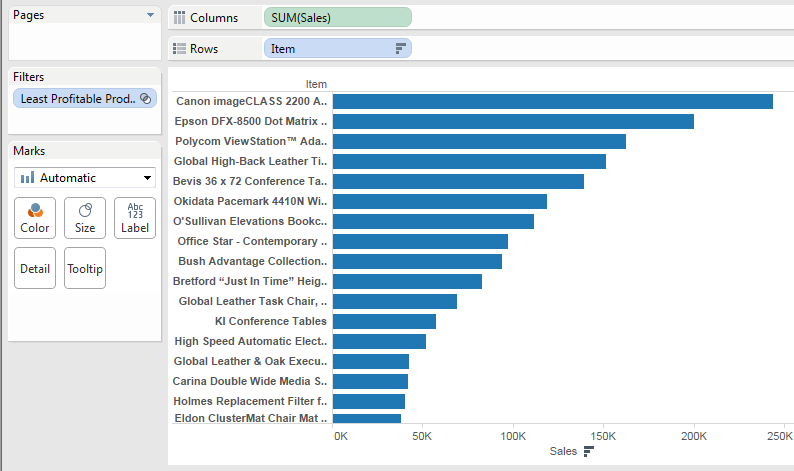 Pages
Columns
SUM(Sales)
Rows
Item
Filters
Least Profitable Prod..
Marks
Automatic
Color
Size
Abc
123
Label
Detail
Tooltip
Item
Canon imageCLASS 2200 A..
Epson DFX-8500 Dot Matrix ..
Polycom ViewStation™ Ada..
Global High-Back Leather Ti..
Bevis 36 x 72 Conference Ta..
Okidata Pacemark 4410N Wi..
O'Sullivan Elevations Bookc..
Office Star - Contemporary ..
Bush Advantage Collection..
Bretford “Just In Time” Heig..
Global Leather Task Chair, ..
KI Conference Tables
High Speed Automatic Elect..
Global Leather & Oak Execu..
Carina Double Wide Media S..
Holmes Replacement Filter f..
Eldon ClusterMat Chair Mat ..
0K 50K 100K 150K 200K 250K
Sales